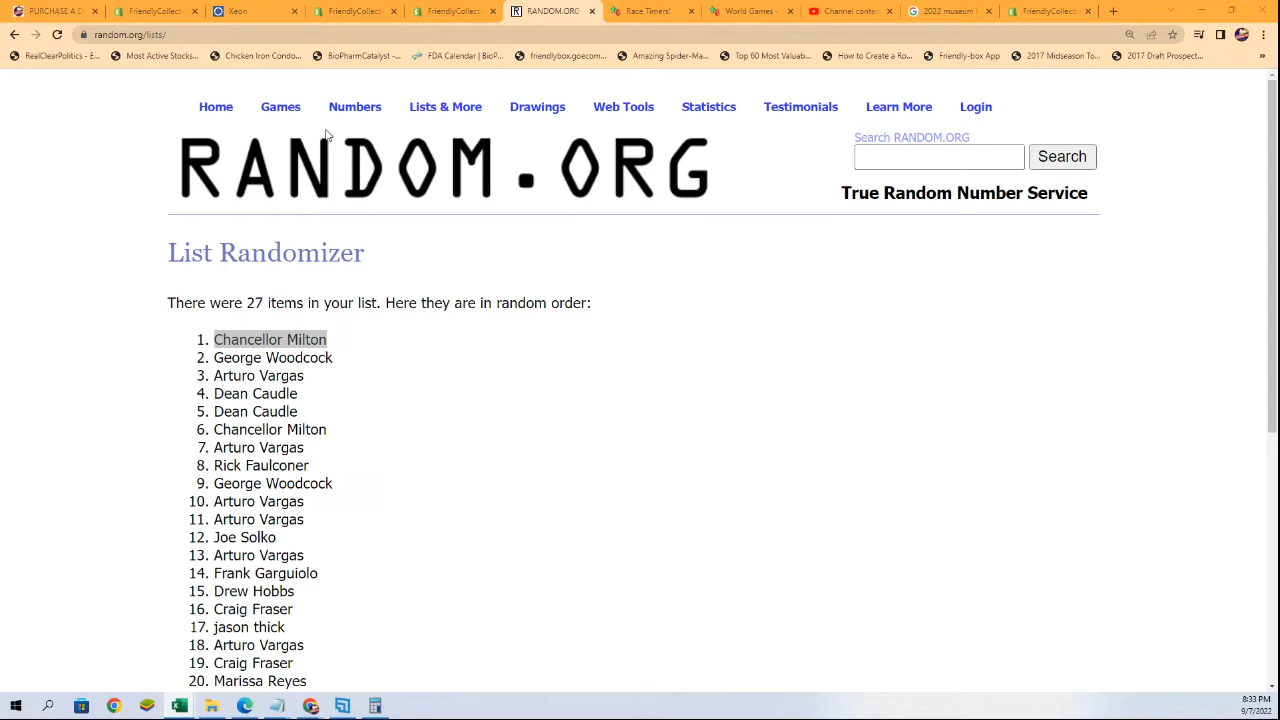 PURCHASE A D
FriendlyCollect
Xeon
FriendlyCollecti
FriendlyCollecti
RANDOM.ORG
Race Timers!
World Games -
Channel conten
2022 museum l
FriendlyCollecti
random.org/lists/
RealClearPolitics - E...
Most Active Stocks...
Chicken Iron Condo...
BioPharmCatalyst -...
FDA Calendar | BioP...
friendlybox.goecom...
Amazing Spider-Ma...
Top 60 Most Valuab...
How to Create a Ro...
Friendly-box App
2017 Midseason To...
2017 Draft Prospect...
Home Games Numbers Lists & More Drawings Web Tools Statistics Testimonials Learn More Login
RANDOM.ORG
Search RANDOM.ORG
Search
True Random Number Service
List Randomizer
There were 27 items in your list. Here they are in random order:
1. Chancellor Milton
2. George Woodcock
3. Arturo Vargas
4. Dean Caudle
5. Dean Caudle
6. Chancellor Milton
7. Arturo Vargas
8. Rick Faulconer
9. George Woodcock
10. Arturo Vargas
11. Arturo Vargas
12. Joe Solko
13. Arturo Vargas
14. Frank Garguiolo
15. Drew Hobbs
16. Craig Fraser
17. jason thick
18. Arturo Vargas
19. Craig Fraser
20. Marissa Reyes
8:33 PM
9/7/2022